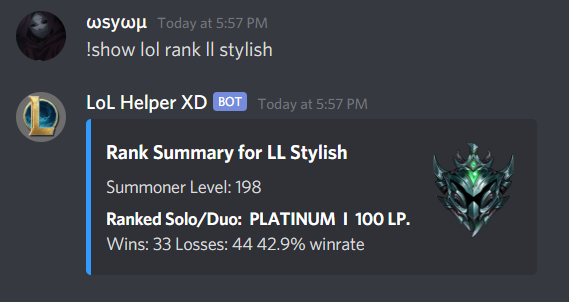 ωsyωµ Today at 5:57 PM
!show lol rank ll stylish
LoL Helper XD BOT Today at 5:57 PM
Rank Summary for LL Stylish
Summoner Level: 198
Ranked Solo/Duo: PLATINUM I 100 LP.
Wins: 33 Losses: 44 42.9% winrate